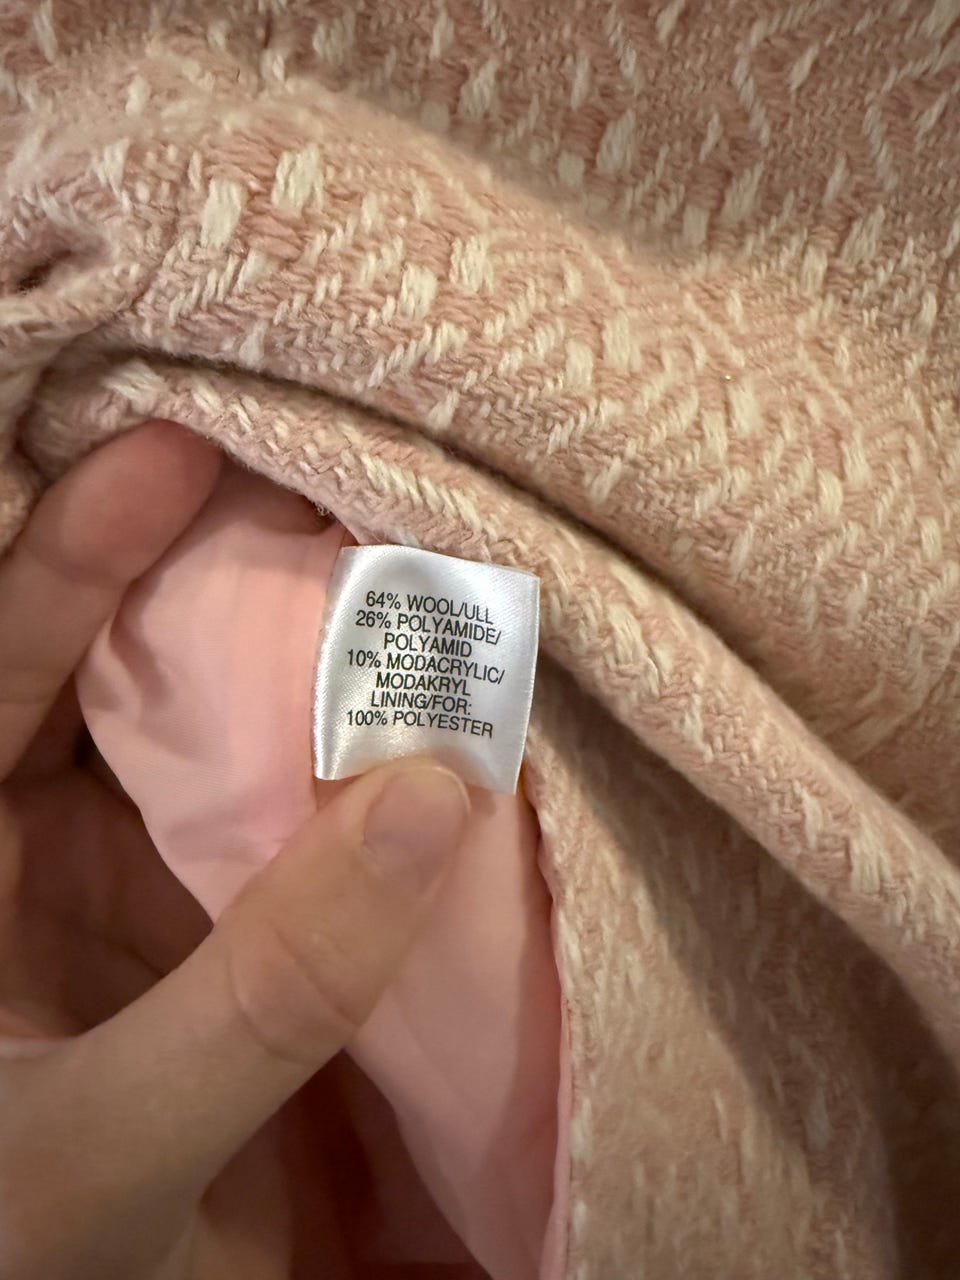 64% WOOL/ULL
26% POLYAMIDE/
POLYAMID
10% MODACRYLIC/
MODAKRYL
LINING/FOR:
100% POLYESTER